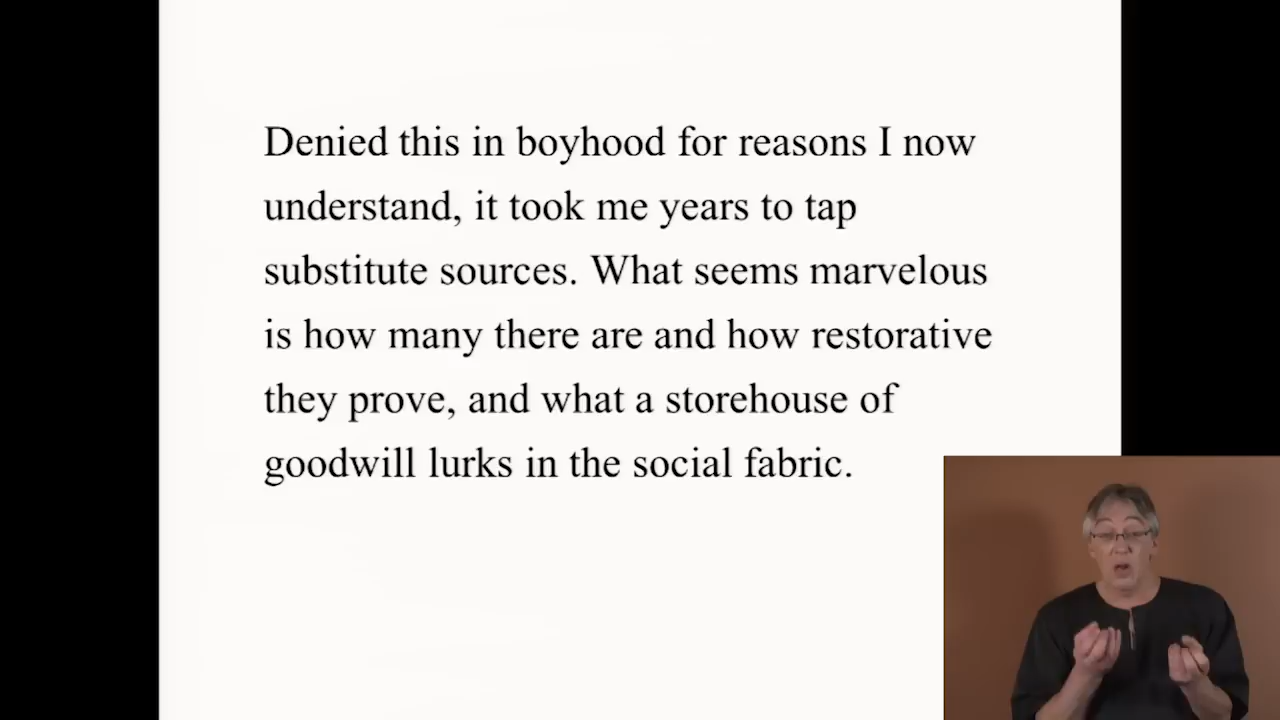 Denied this in boyhood for reasons I now
understand, it took me years to tap
substitute sources. What seems marvelous
is how many there are and how restorative
they prove, and what a storehouse of
goodwill lurks in the social fabric.